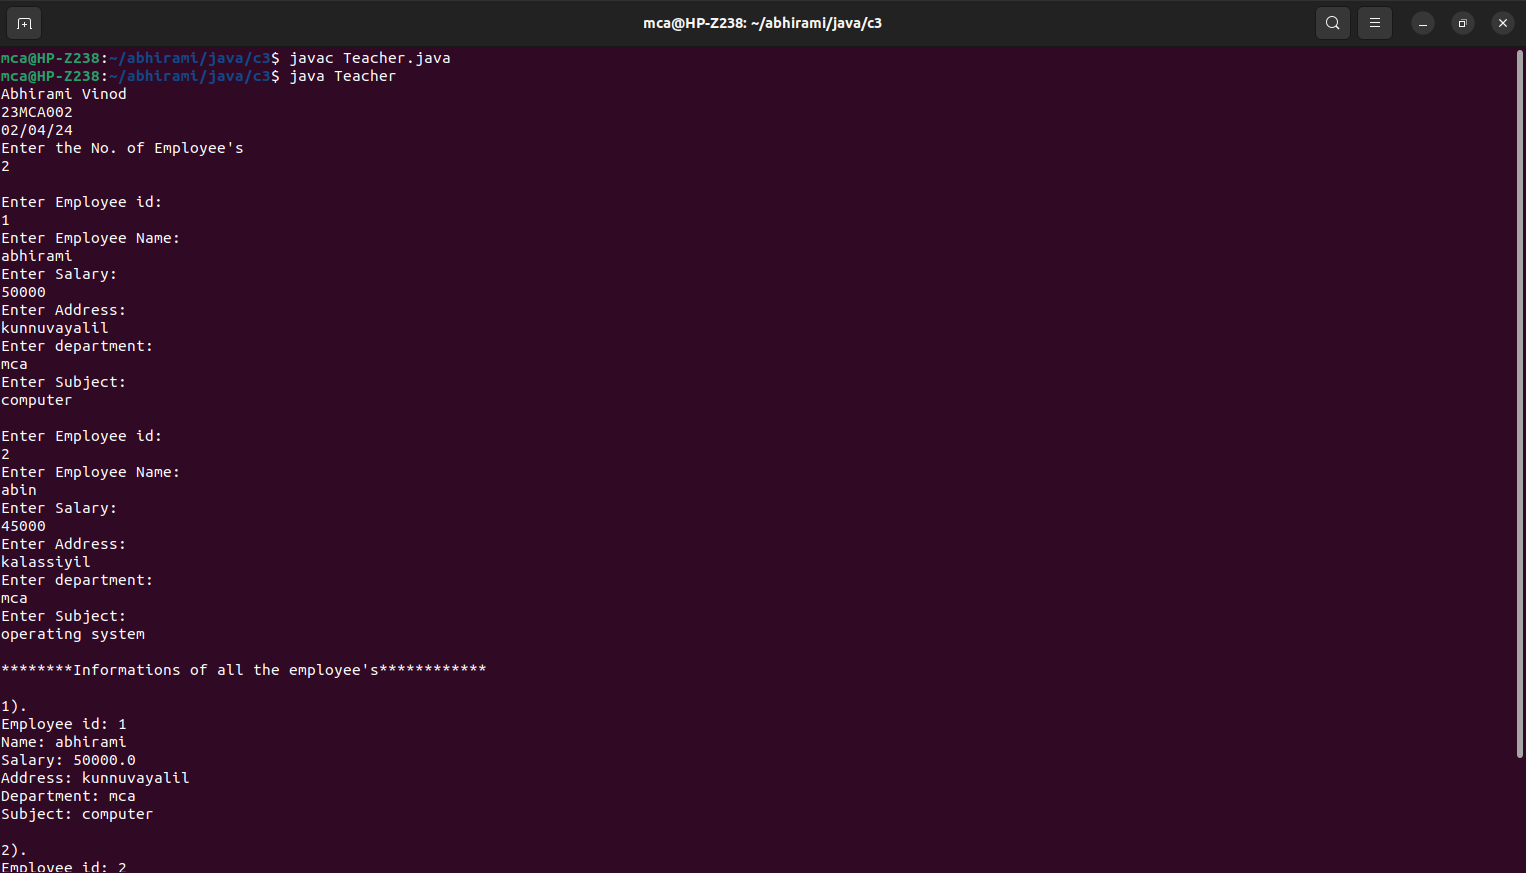 mca@HP-Z238: ~/abhirami/java/c3
mca@HP-Z238:~/abhirami/java/c3$ javac Teacher.java
mca@HP-Z238:~/abhirami/java/c3$ java Teacher
Abhirami Vinod
23MCA002
02/04/24
Enter the No. of Employee's
2
Enter Employee id:
1
Enter Employee Name:
abhirami
Enter Salary:
50000
Enter Address:
kunnuvayalil
Enter department:
mca
Enter Subject:
computer
Enter Employee id:
2
Enter Employee Name:
abin
Enter Salary:
45000
Enter Address:
kalassiyil
Enter department:
mca
Enter Subject:
operating system
********Informations of all the employee's************
1).
Employee id: 1
Name: abhirami
Salary: 50000.0
Address: kunnuvayalil
Department: mca
Subject: computer
2).
Employee id: 2